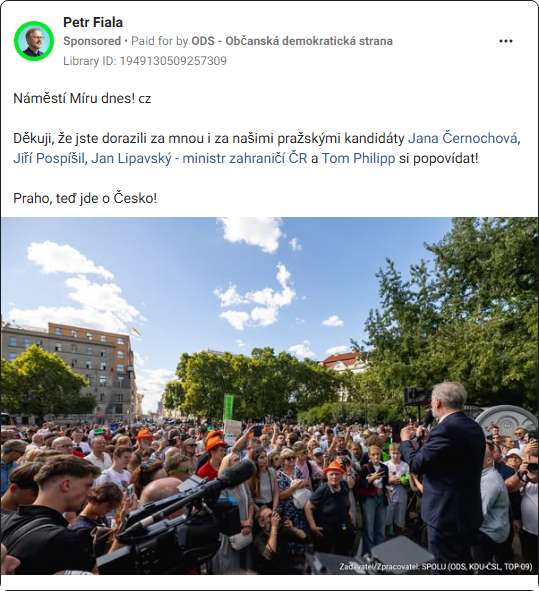 Petr Fiala
Sponsored • Paid for by ODS - Občanská demokratická strana
Library ID: 1949130509257309
Náměstí Míru dnes! cz
Děkuji, že jste dorazili za mnou i za našimi pražskými kandidáty Jana Černochová,
Jiří Pospíšil, Jan Lipavský - ministr zahraničí ČR a Tom Philipp si popovídat!
Praho, teď jde o Česko!
Zadavatel/Zpracovatel: SPOLU (ODS, KDU-ČSL, TOP 09)